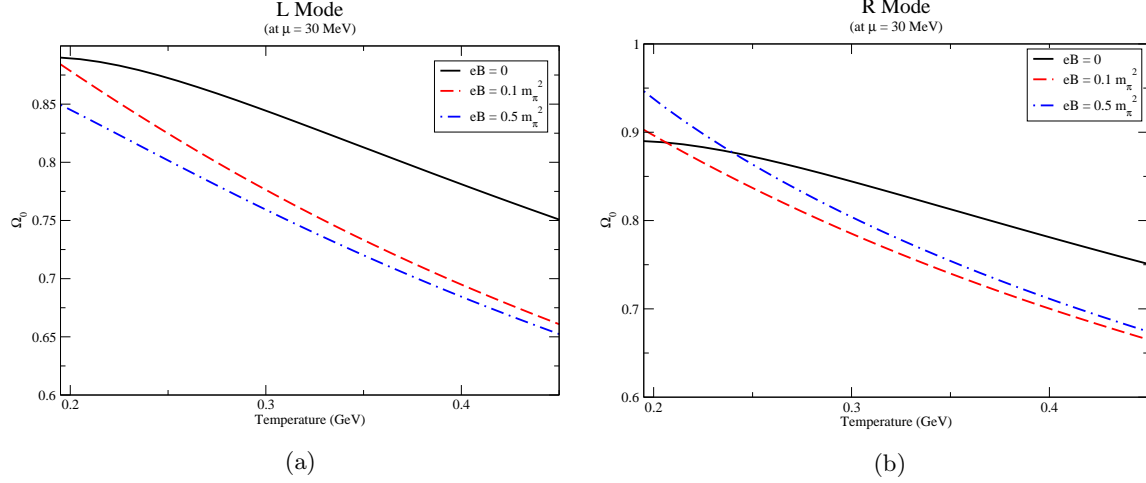 L Mode
(at μ = 30 MeV)
eB = 0
eB = 0.1 m_π^2
eB = 0.5 m_π^2
0.85
0.8
0.75
0.7
0.65
0.6
Ω_0
0.2 0.3 0.4
Temperature (GeV)
(a)
R Mode
(at μ = 30 MeV)
eB = 0
eB = 0.1 m_π^2
eB = 0.5 m_π^2
1
0.9
0.8
0.7
0.6
Ω_0
0.2 0.3 0.4
Temperature (GeV)
(b)